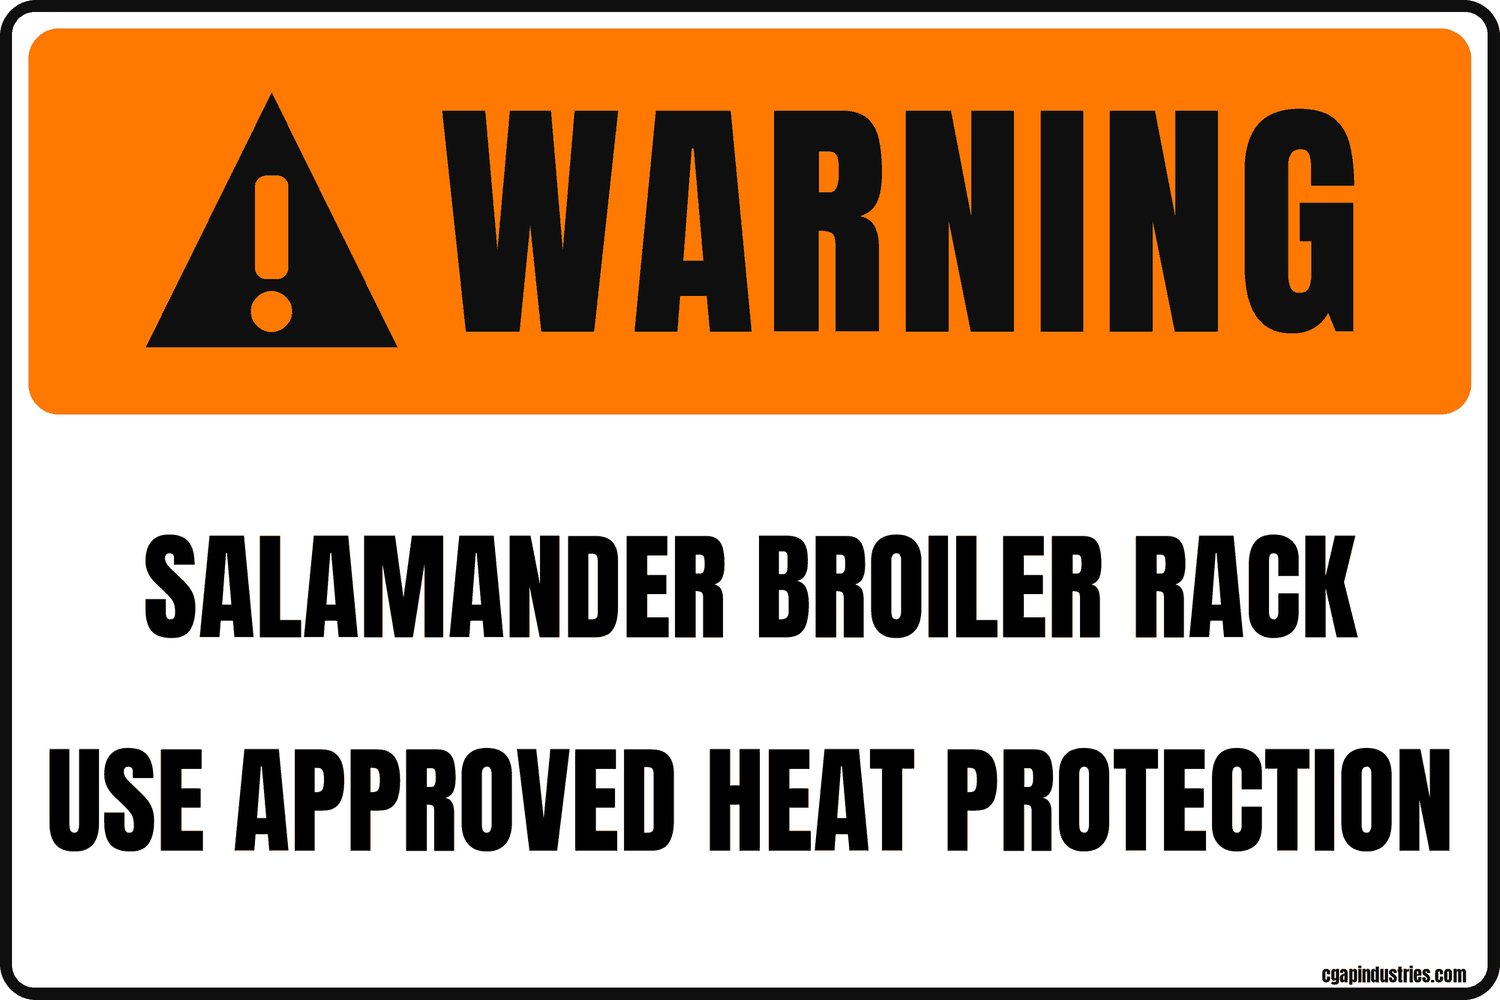 WARNING
SALAMANDER BROILER RACK
USE APPROVED HEAT PROTECTION
cgapindustries.com